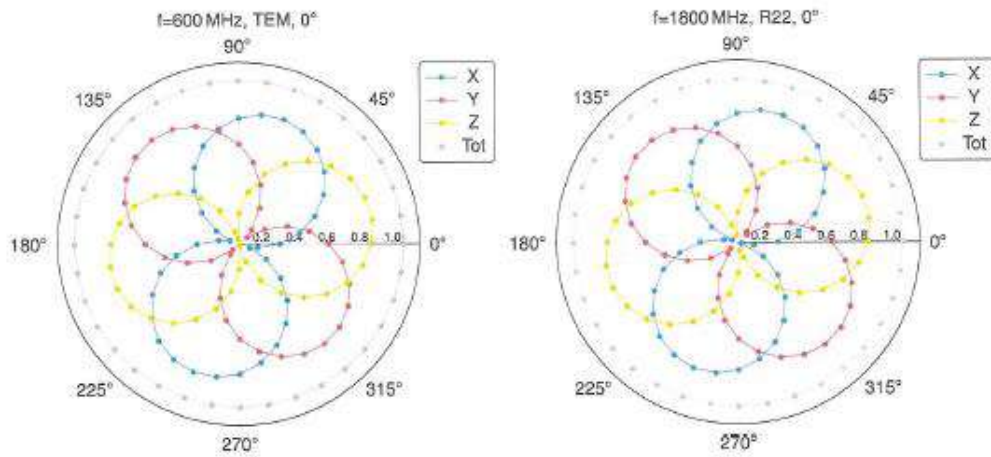 f=600 MHz, TEM, 0°
90°
135°
45°
180°
0°
225°
315°
270°
0.2 0.4 0.6 0.8 1.0
X
Y
Z
Tot
f=1800 MHz, R22, 0°
90°
135°
45°
180°
0°
225°
315°
270°
0.2 0.4 0.6 0.8 1.0
X
Y
Z
Tot